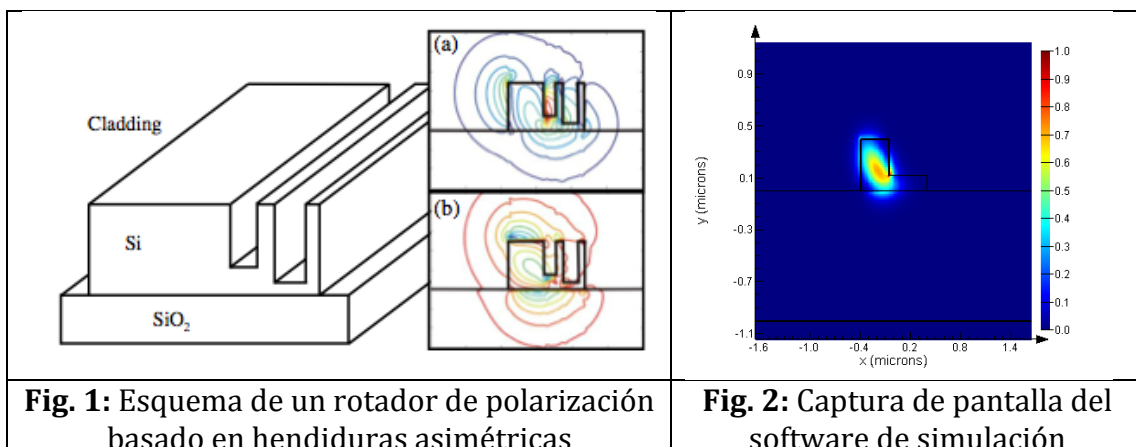 Cladding
Si
SiO2
(a)
(b)
0.9
0.5
0.1
-0.3
-0.7
-1.1
y (microns)
-1.6
-1.0
-0.4
0.2
0.8
1.4
x (microns)
1.0
0.9
0.8
0.7
0.6
0.5
0.4
0.3
0.2
0.1
0.0
Fig. 1: Esquema de un rotador de polarización
basado en hendiduras asimétricas
Fig. 2: Captura de pantalla del
software de simulación